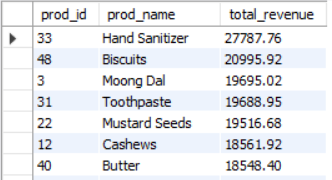 prod_id prod_name total_revenue
33 Hand Sanitizer 27787.76
48 Biscuits 20995.92
3 Moong Dal 19695.02
31 Toothpaste 19688.95
22 Mustard Seeds 19516.68
12 Cashews 18561.92
40 Butter 18548.40